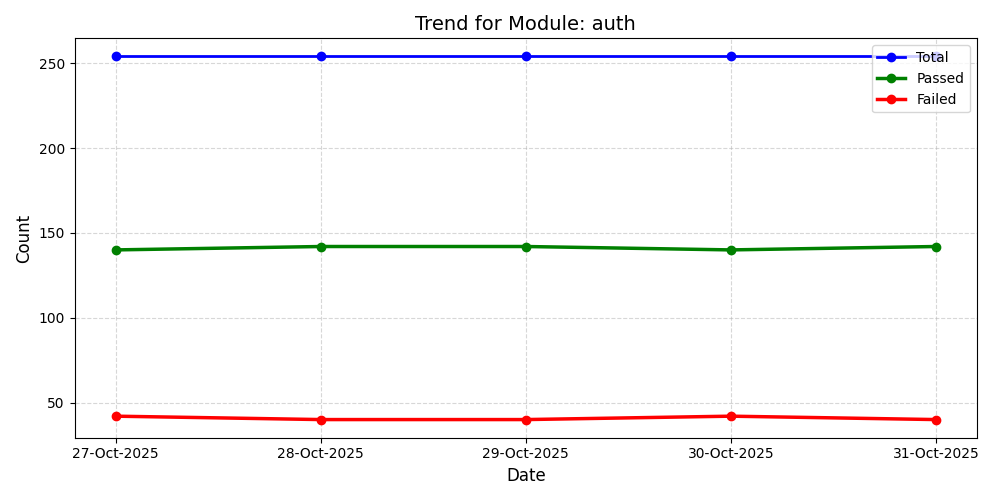 Trend for Module: auth
Total
Passed
Failed
250
200
150
100
50
Count
27-Oct-2025
28-Oct-2025
29-Oct-2025
30-Oct-2025
31-Oct-2025
Date